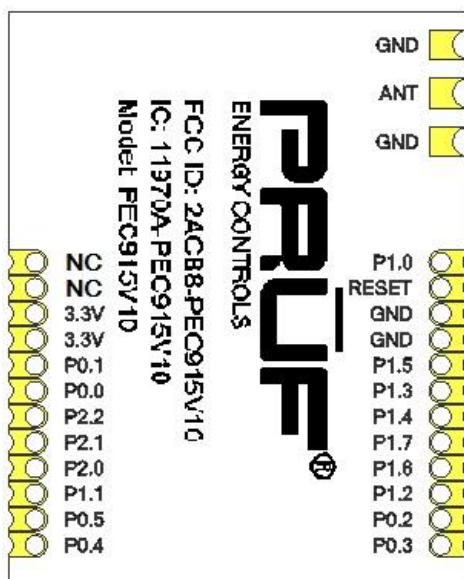 GND
ANT
GND
PRUF®
ENERGY CONTROLS
FCC ID: 2ACB8-PEC915V10
IC: 11970A-PEC915V10
Model: PEC915V10
NC
NC
3.3V
3.3V
P0.1
P0.0
P2.2
P2.1
P2.0
P1.1
P0.5
P0.4
P1.0
RESET
GND
GND
P1.5
P1.3
P1.4
P1.7
P1.6
P1.2
P0.2
P0.3